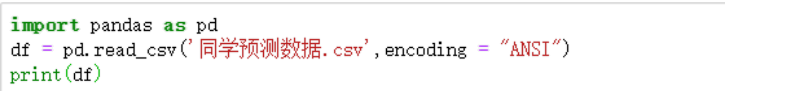 import pandas as pd
df = pd.read_csv('同学预测数据.csv',encoding = "ANSI")
print(df)